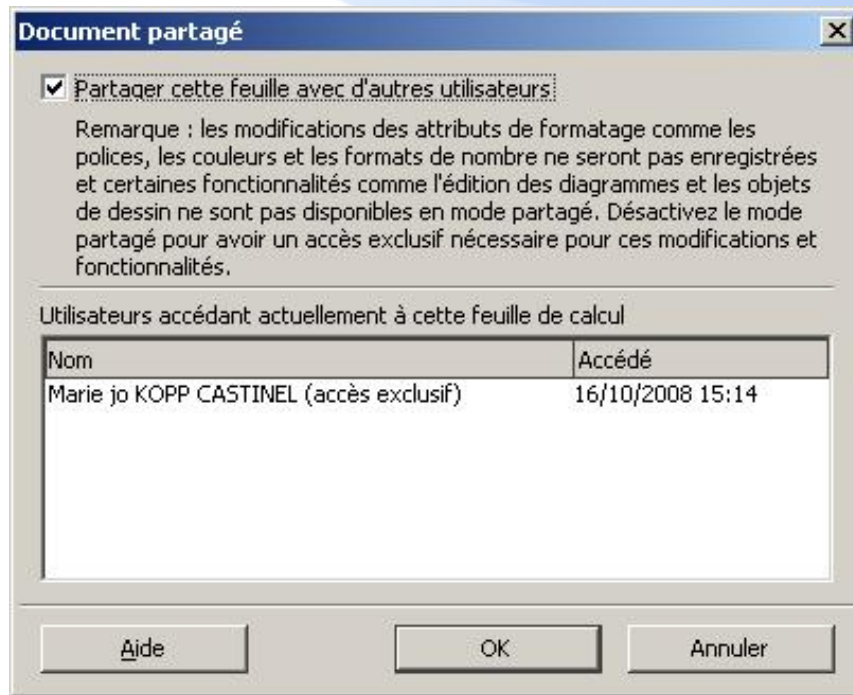 Document partagé
Partager cette feuille avec d'autres utilisateurs
Remarque : les modifications des attributs de formatage comme les
polices, les couleurs et les formats de nombre ne seront pas enregistrées
et certaines fonctionnalités comme l'édition des diagrammes et les objets
de dessin ne sont pas disponibles en mode partagé. Désactivez le mode
partagé pour avoir un accès exclusif nécessaire pour ces modifications et
fonctionnalités.
Utilisateurs accédant actuellement à cette feuille de calcul
Nom Accédé
Marie jo KOPP CASTINEL (accès exclusif) 16/10/2008 15:14
Aide OK Annuler